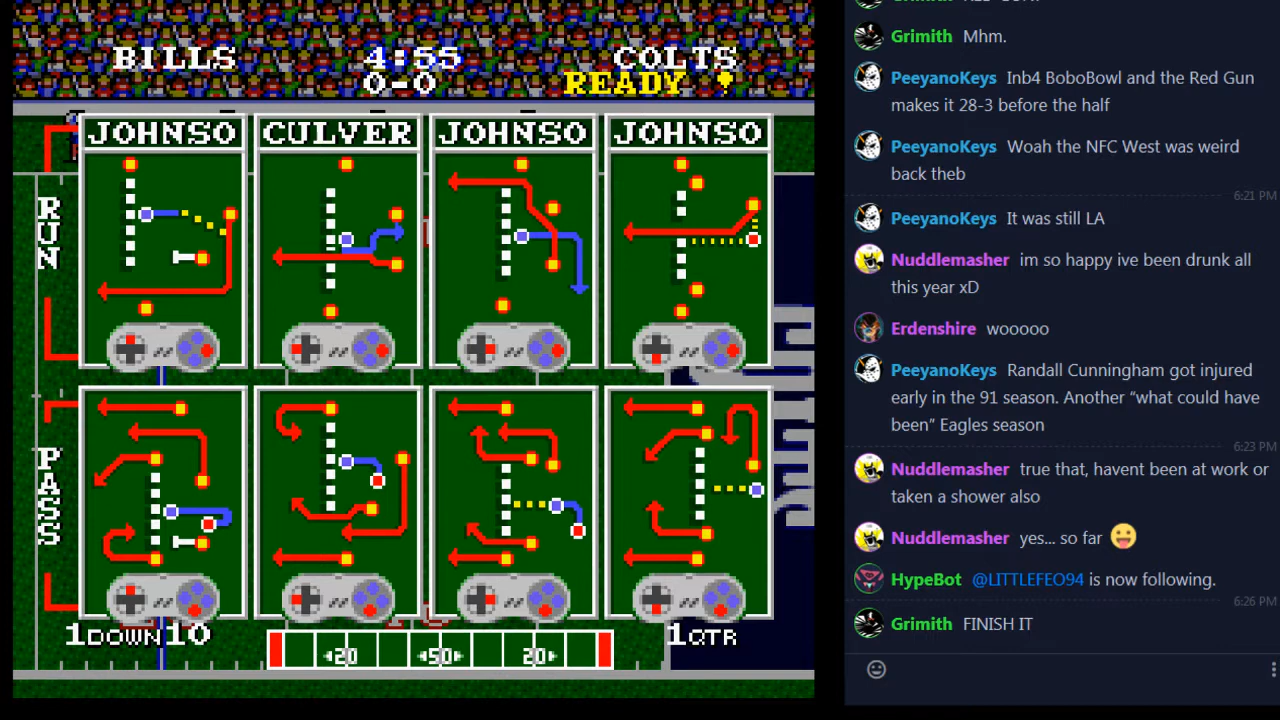 BILLS 4:55 COLTS
0-0 READY
JOHNSO CULVER JOHNSO JOHNSO
RUN
PASS
1DOWN10 1QTR
20 50 20
Grimith Mhm.
PeeyanoKeys Inb4 BoboBowl and the Red Gun
makes it 28-3 before the half
PeeyanoKeys Woah the NFC West was weird
back theb
6:21 PM
PeeyanoKeys It was still LA
Nuddlemasher im so happy ive been drunk all
this year xD
Erdenshire wooooo
PeeyanoKeys Randall Cunningham got injured
early in the 91 season. Another “what could have
been” Eagles season
6:23 PM
Nuddlemasher true that, havent been at work or
taken a shower also
Nuddlemasher yes... so far
HypeBot @LITTLEFEO94 is now following.
6:26 PM
Grimith FINISH IT